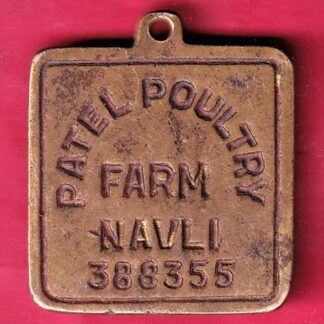 PATEL POULTRY
FARM
NAVLI
388355